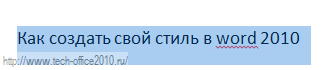 Как создать свой стиль в word 2010
http://www.tech-office2010.ru/